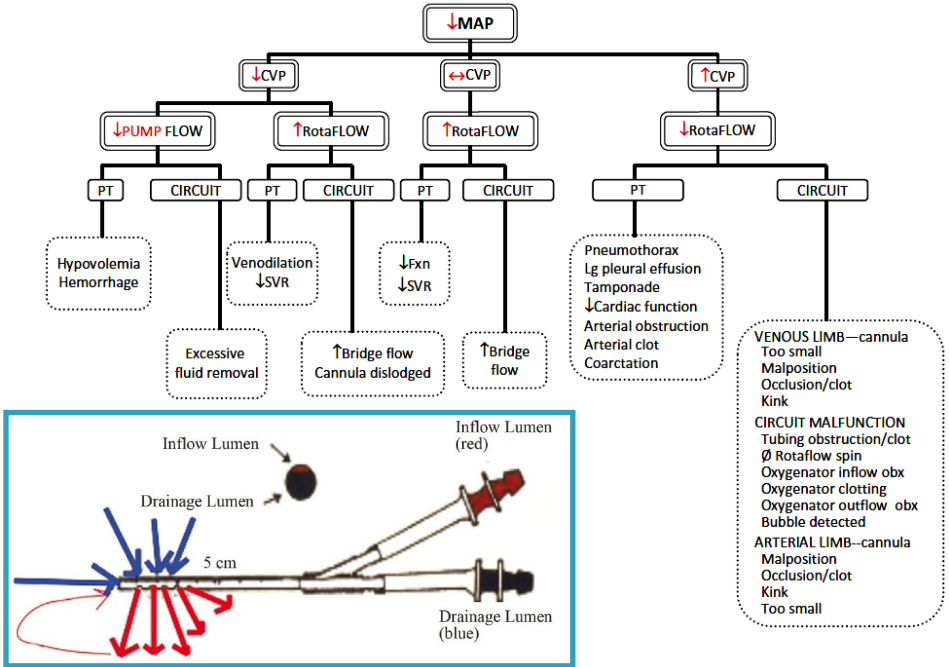 ↓MAP
↓CVP
↔CVP
↑CVP
↓PUMP FLOW
↑RotaFLOW
↑RotaFLOW
↓RotaFLOW
PT
CIRCUIT
PT
CIRCUIT
PT
CIRCUIT
PT
CIRCUIT
Hypovolemia
Hemorrhage
Excessive
fluid removal
Venodilation
↓SVR
↑Bridge flow
Cannula dislodged
↓Fxn
↓SVR
↑Bridge
flow
Pneumothorax
Lg pleural effusion
Tamponade
↓Cardiac function
Arterial obstruction
Arterial clot
Coarctation
VENOUS LIMB—cannula
Too small
Malposition
Occlusion/clot
Kink
CIRCUIT MALFUNCTION
Tubing obstruction/clot
Ø Rotaflow spin
Oxygenator inflow obx
Oxygenator clotting
Oxygenator outflow obx
Bubble detected
ARTERIAL LIMB--cannula
Malposition
Occlusion/clot
Kink
Too small
Inflow Lumen
Drainage Lumen
5 cm
Inflow Lumen
(red)
Drainage Lumen
(blue)